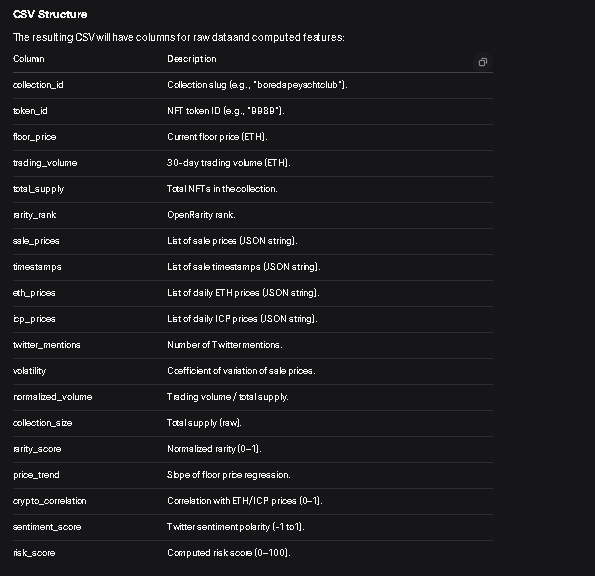 CSV Structure
The resulting CSV will have columns for raw data and computed features:
Column Description
collection_id Collection slug (e.g., "boredapeyachtclub").
token_id NFT token ID (e.g., "9989").
floor_price Current floor price (ETH).
trading_volume 30-day trading volume (ETH).
total_supply Total NFTs in the collection.
rarity_rank OpenRarity rank.
sale_prices List of sale prices (JSON string).
timestamps List of sale timestamps (JSON string).
eth_prices List of daily ETH prices (JSON string).
icp_prices List of daily ICP prices (JSON string).
twitter_mentions Number of Twitter mentions.
volatility Coefficient of variation of sale prices.
normalized_volume Trading volume / total supply.
collection_size Total supply (raw).
rarity_score Normalized rarity (0–1).
price_trend Slope of floor price regression.
crypto_correlation Correlation with ETH/ICP prices (0–1).
sentiment_score Twitter sentiment polarity (-1 to 1).
risk_score Computed risk score (0–100).